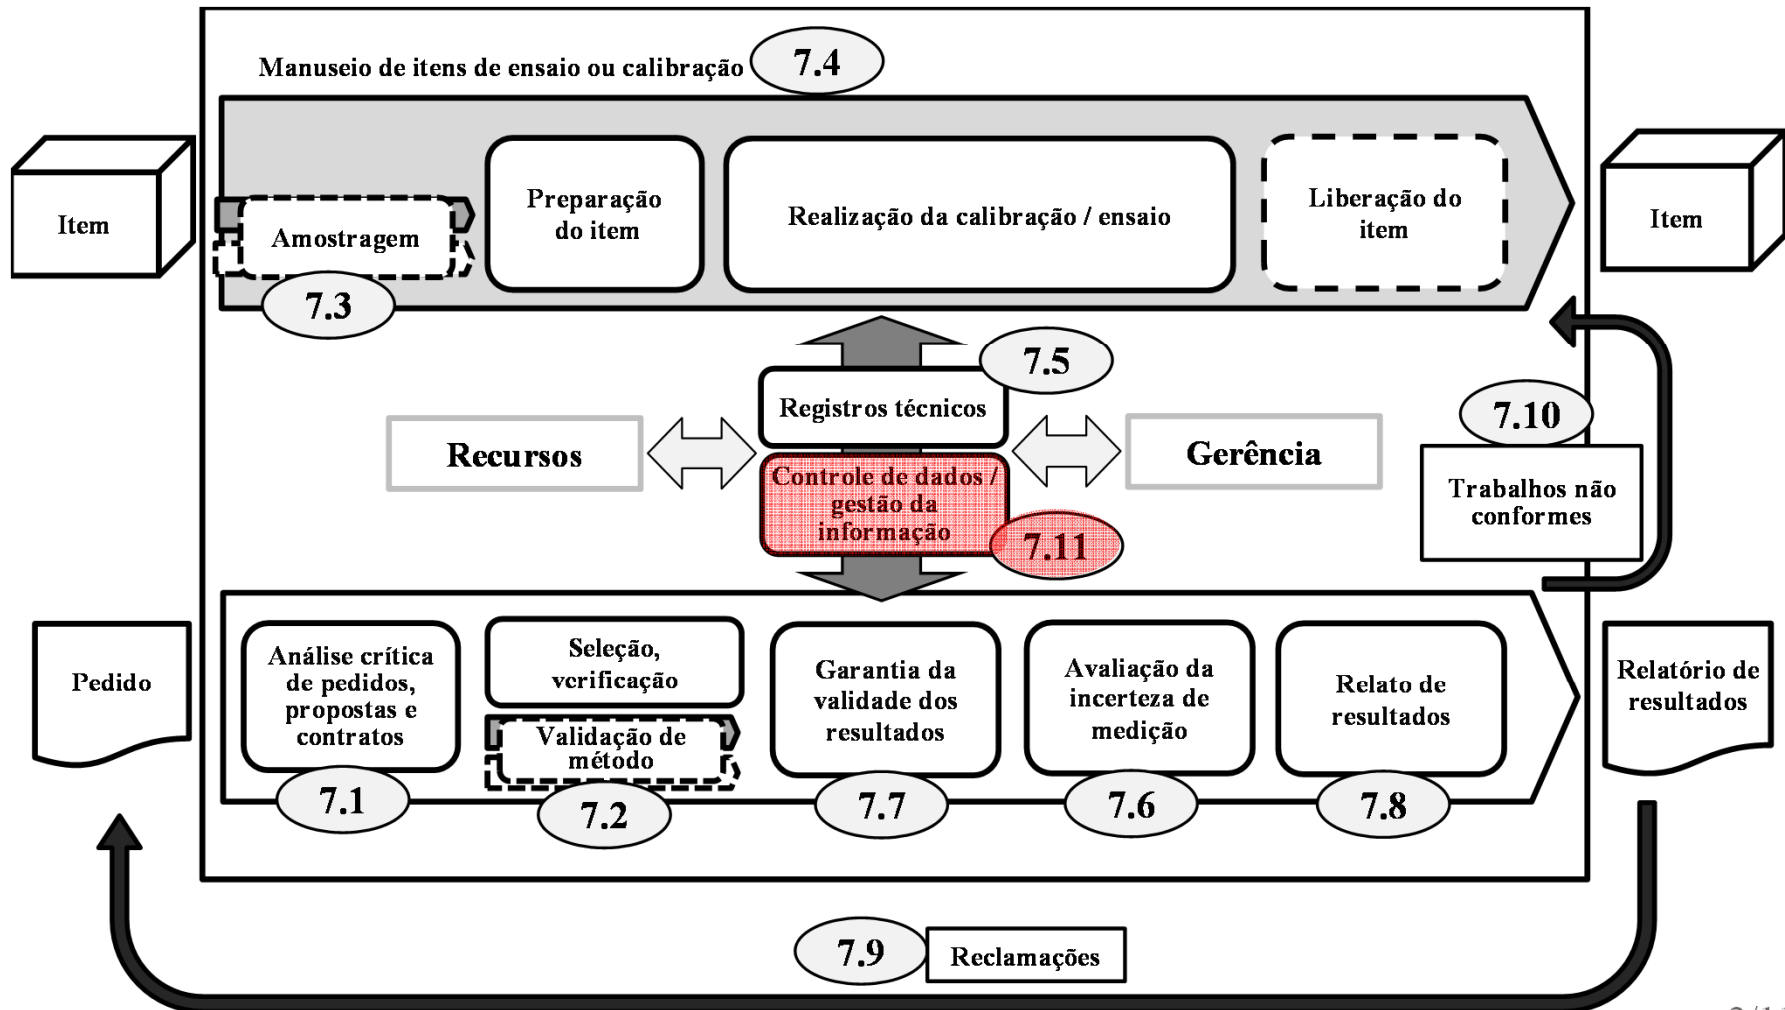 Manuseio de itens de ensaio ou calibração
7.4
Item
Amostragem
7.3
Preparação
do item
Realização da calibração / ensaio
Liberação do
item
Item
7.5
Registros técnicos
Recursos
Gerência
Controle de dados /
gestão da
informação
7.11
7.10
Trabalhos não
conformes
Pedido
Análise crítica
de pedidos,
propostas e
contratos
7.1
Seleção,
verificação
Validação de
método
7.2
Garantia da
validade dos
resultados
7.7
Avaliação da
incerteza de
medição
7.6
Relato de
resultados
7.8
Relatório de
resultados
7.9
Reclamações